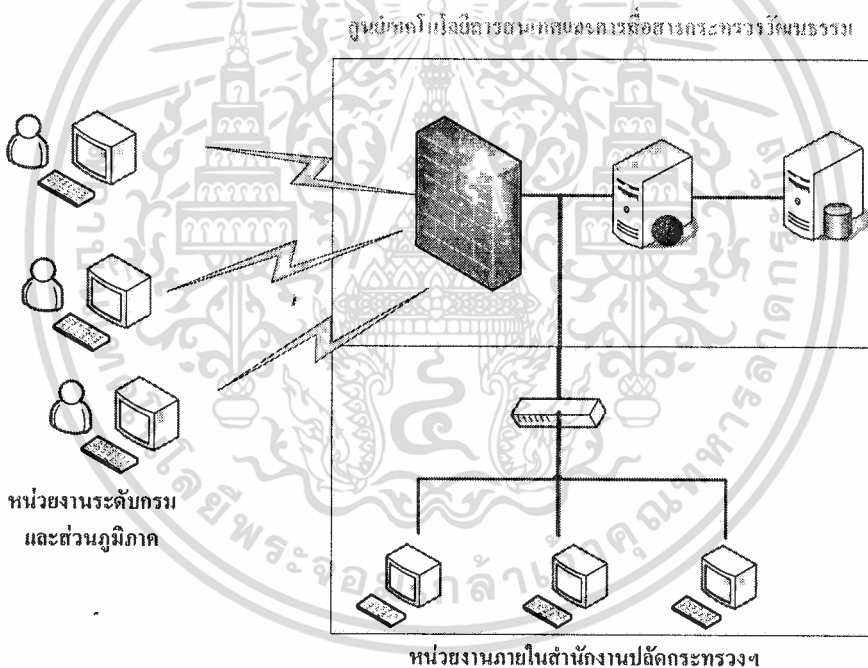 ศูนย์เทคโนโลยีสารสนเทศและการสื่อสารกระทรวงวัฒนธรรม
หน่วยงานระดับกรม
และส่วนภูมิภาค
หน่วยงานภายในสำนักงานปลัดกระทรวงฯ